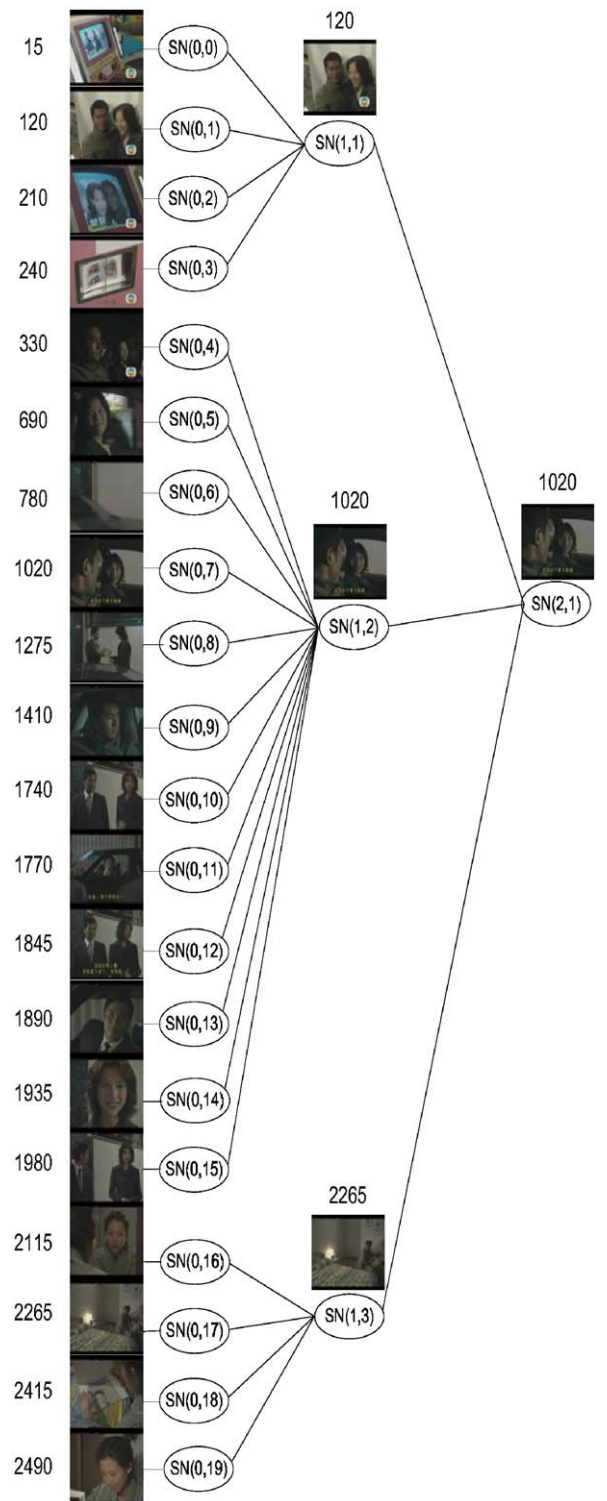 15
SN(0,0)
120
120
SN(0,1)
SN(1,1)
210
SN(0,2)
240
SN(0,3)
330
SN(0,4)
690
SN(0,5)
780
SN(0,6)
1020
1020
1020
SN(0,7)
SN(2,1)
1275
SN(0,8)
SN(1,2)
1410
SN(0,9)
1740
SN(0,10)
1770
SN(0,11)
1845
SN(0,12)
1890
SN(0,13)
1935
SN(0,14)
1980
SN(0,15)
2265
2115
SN(0,16)
2265
SN(0,17)
SN(1,3)
2415
SN(0,18)
2490
SN(0,19)